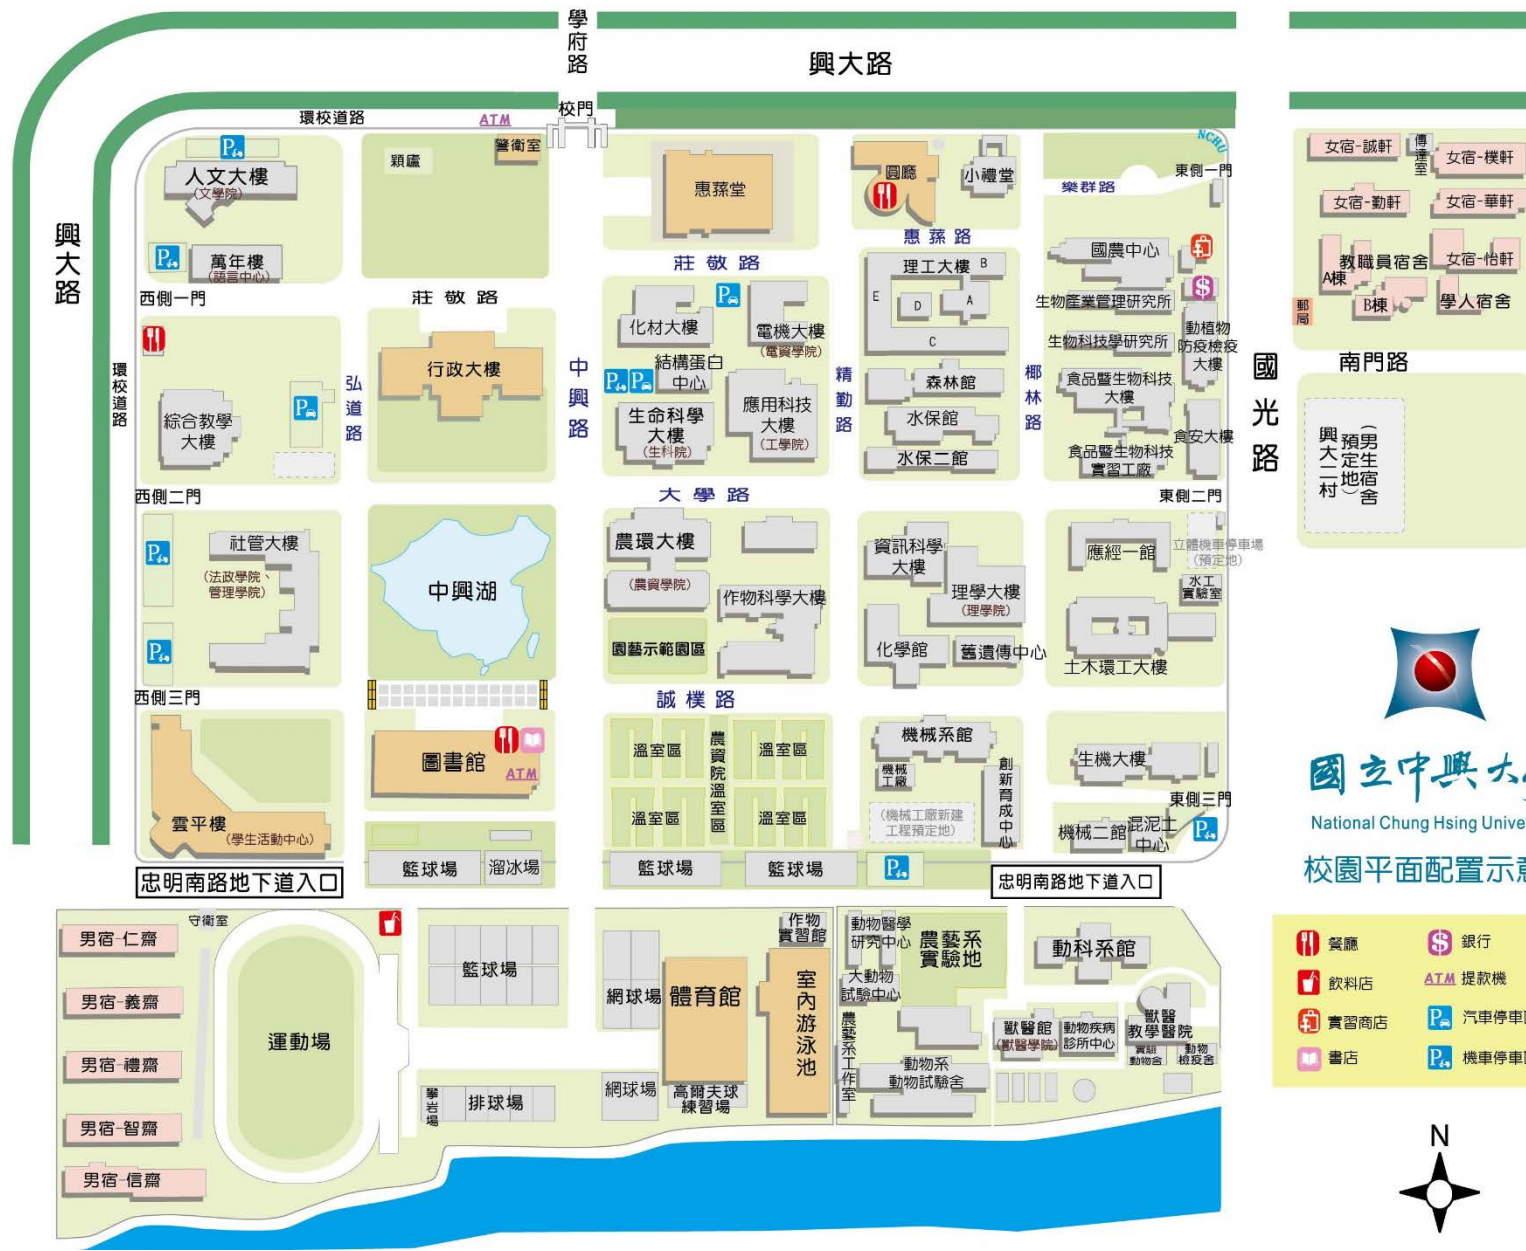 學府路
興大路
興大路
環校道路
ATM
校門
警衛室
穎廬
人文大樓
(文學院)
萬年樓
(語言中心)
西側一門
莊敬路
惠蓀堂
莊敬路
圓廳
小禮堂
惠蓀路
NCHU
東側一門
樂群路
國農中心
生物產業管理研究所
生物科技學研究所
動植物
防疫檢疫
大樓
食品暨生物科技
大樓
食品暨生物科技
實習工廠
食安大樓
東側二門
理工大樓
A
B
C
D
E
森林館
水保館
水保二館
精勤路
椰林路
化材大樓
電機大樓
(電資學院)
結構蛋白
中心
生命科學
大樓
(生科院)
應用科技
大樓
(工學院)
中興路
行政大樓
弘道路
環校道路
綜合教學
大樓
西側二門
大學路
社管大樓
(法政學院、
管理學院)
中興湖
農環大樓
(農資學院)
作物科學大樓
園藝示範園區
資訊科學
大樓
理學大樓
(理學院)
化學館
舊遺傳中心
應經一館
立體機車停車場
(預定地)
水工
實驗室
土木環工大樓
西側三門
誠樸路
雲平樓
(學生活動中心)
圖書館
ATM
溫室區
溫室區
溫室區
溫室區
農資院溫室區
機械系館
機械
工廠
(機械工廠新建
工程預定地)
創新育成中心
生機大樓
東側三門
機械二館
混泥土
中心
籃球場
溜冰場
籃球場
籃球場
忠明南路地下道入口
忠明南路地下道入口
守衛室
男宿-仁齋
男宿-義齋
男宿-禮齋
男宿-智齋
男宿-信齋
運動場
籃球場
攀岩場
排球場
網球場
網球場
體育館
高爾夫球
練習場
作物
實習館
室內游泳池
動物醫學
研究中心
大動物
試驗中心
農藝系
實驗地
農藝系工作室
動物系
動物試驗舍
動科系館
獸醫館
(獸醫學院)
動物疾病
診所中心
獸醫
教學醫院
實驗
動物舍
動物
檢疫舍
國光路
女宿-誠軒
傳達室
女宿-樸軒
女宿-勤軒
女宿-華軒
教職員宿舍
A棟
B棟
女宿-怡軒
學人宿舍
郵局
南門路
興大二村
(男生宿舍
預定地)
國立中興大
National Chung Hsing Unive
校園平面配置示意
餐廳
飲料店
實習商店
書店
銀行
ATM 提款機
汽車停車
機車停車
N